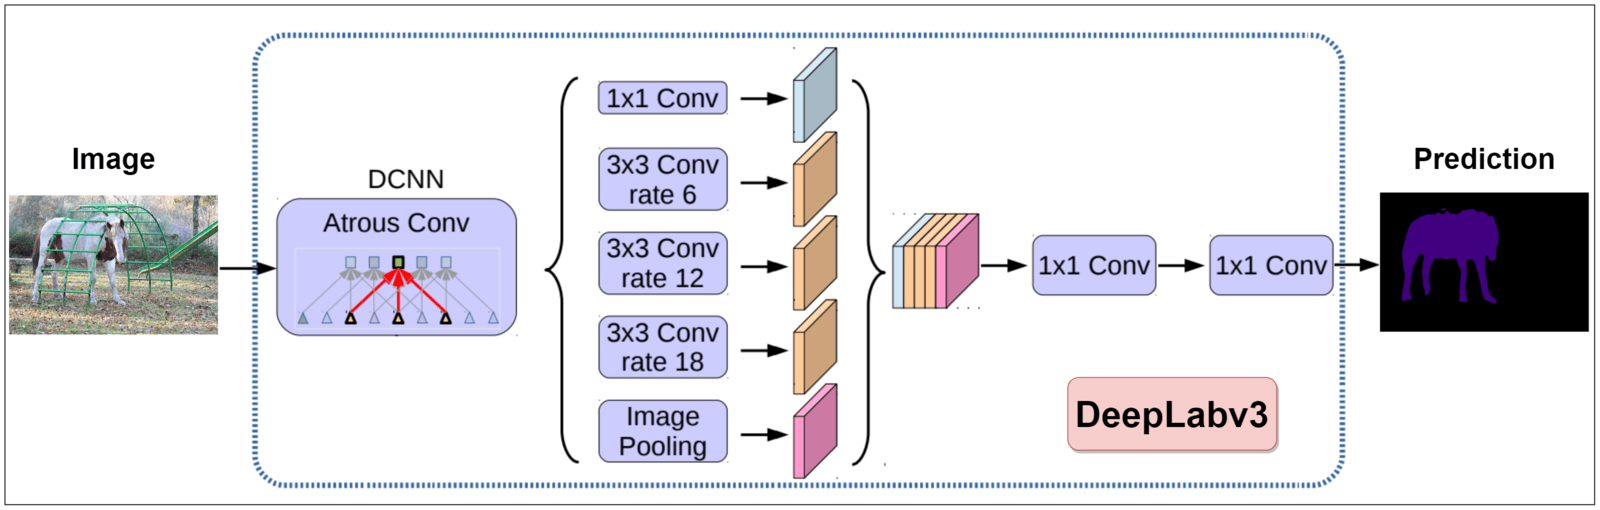 Image
DCNN
Atrous Conv
1x1 Conv
3x3 Conv
rate 6
3x3 Conv
rate 12
3x3 Conv
rate 18
Image
Pooling
1x1 Conv
1x1 Conv
DeepLabv3
Prediction